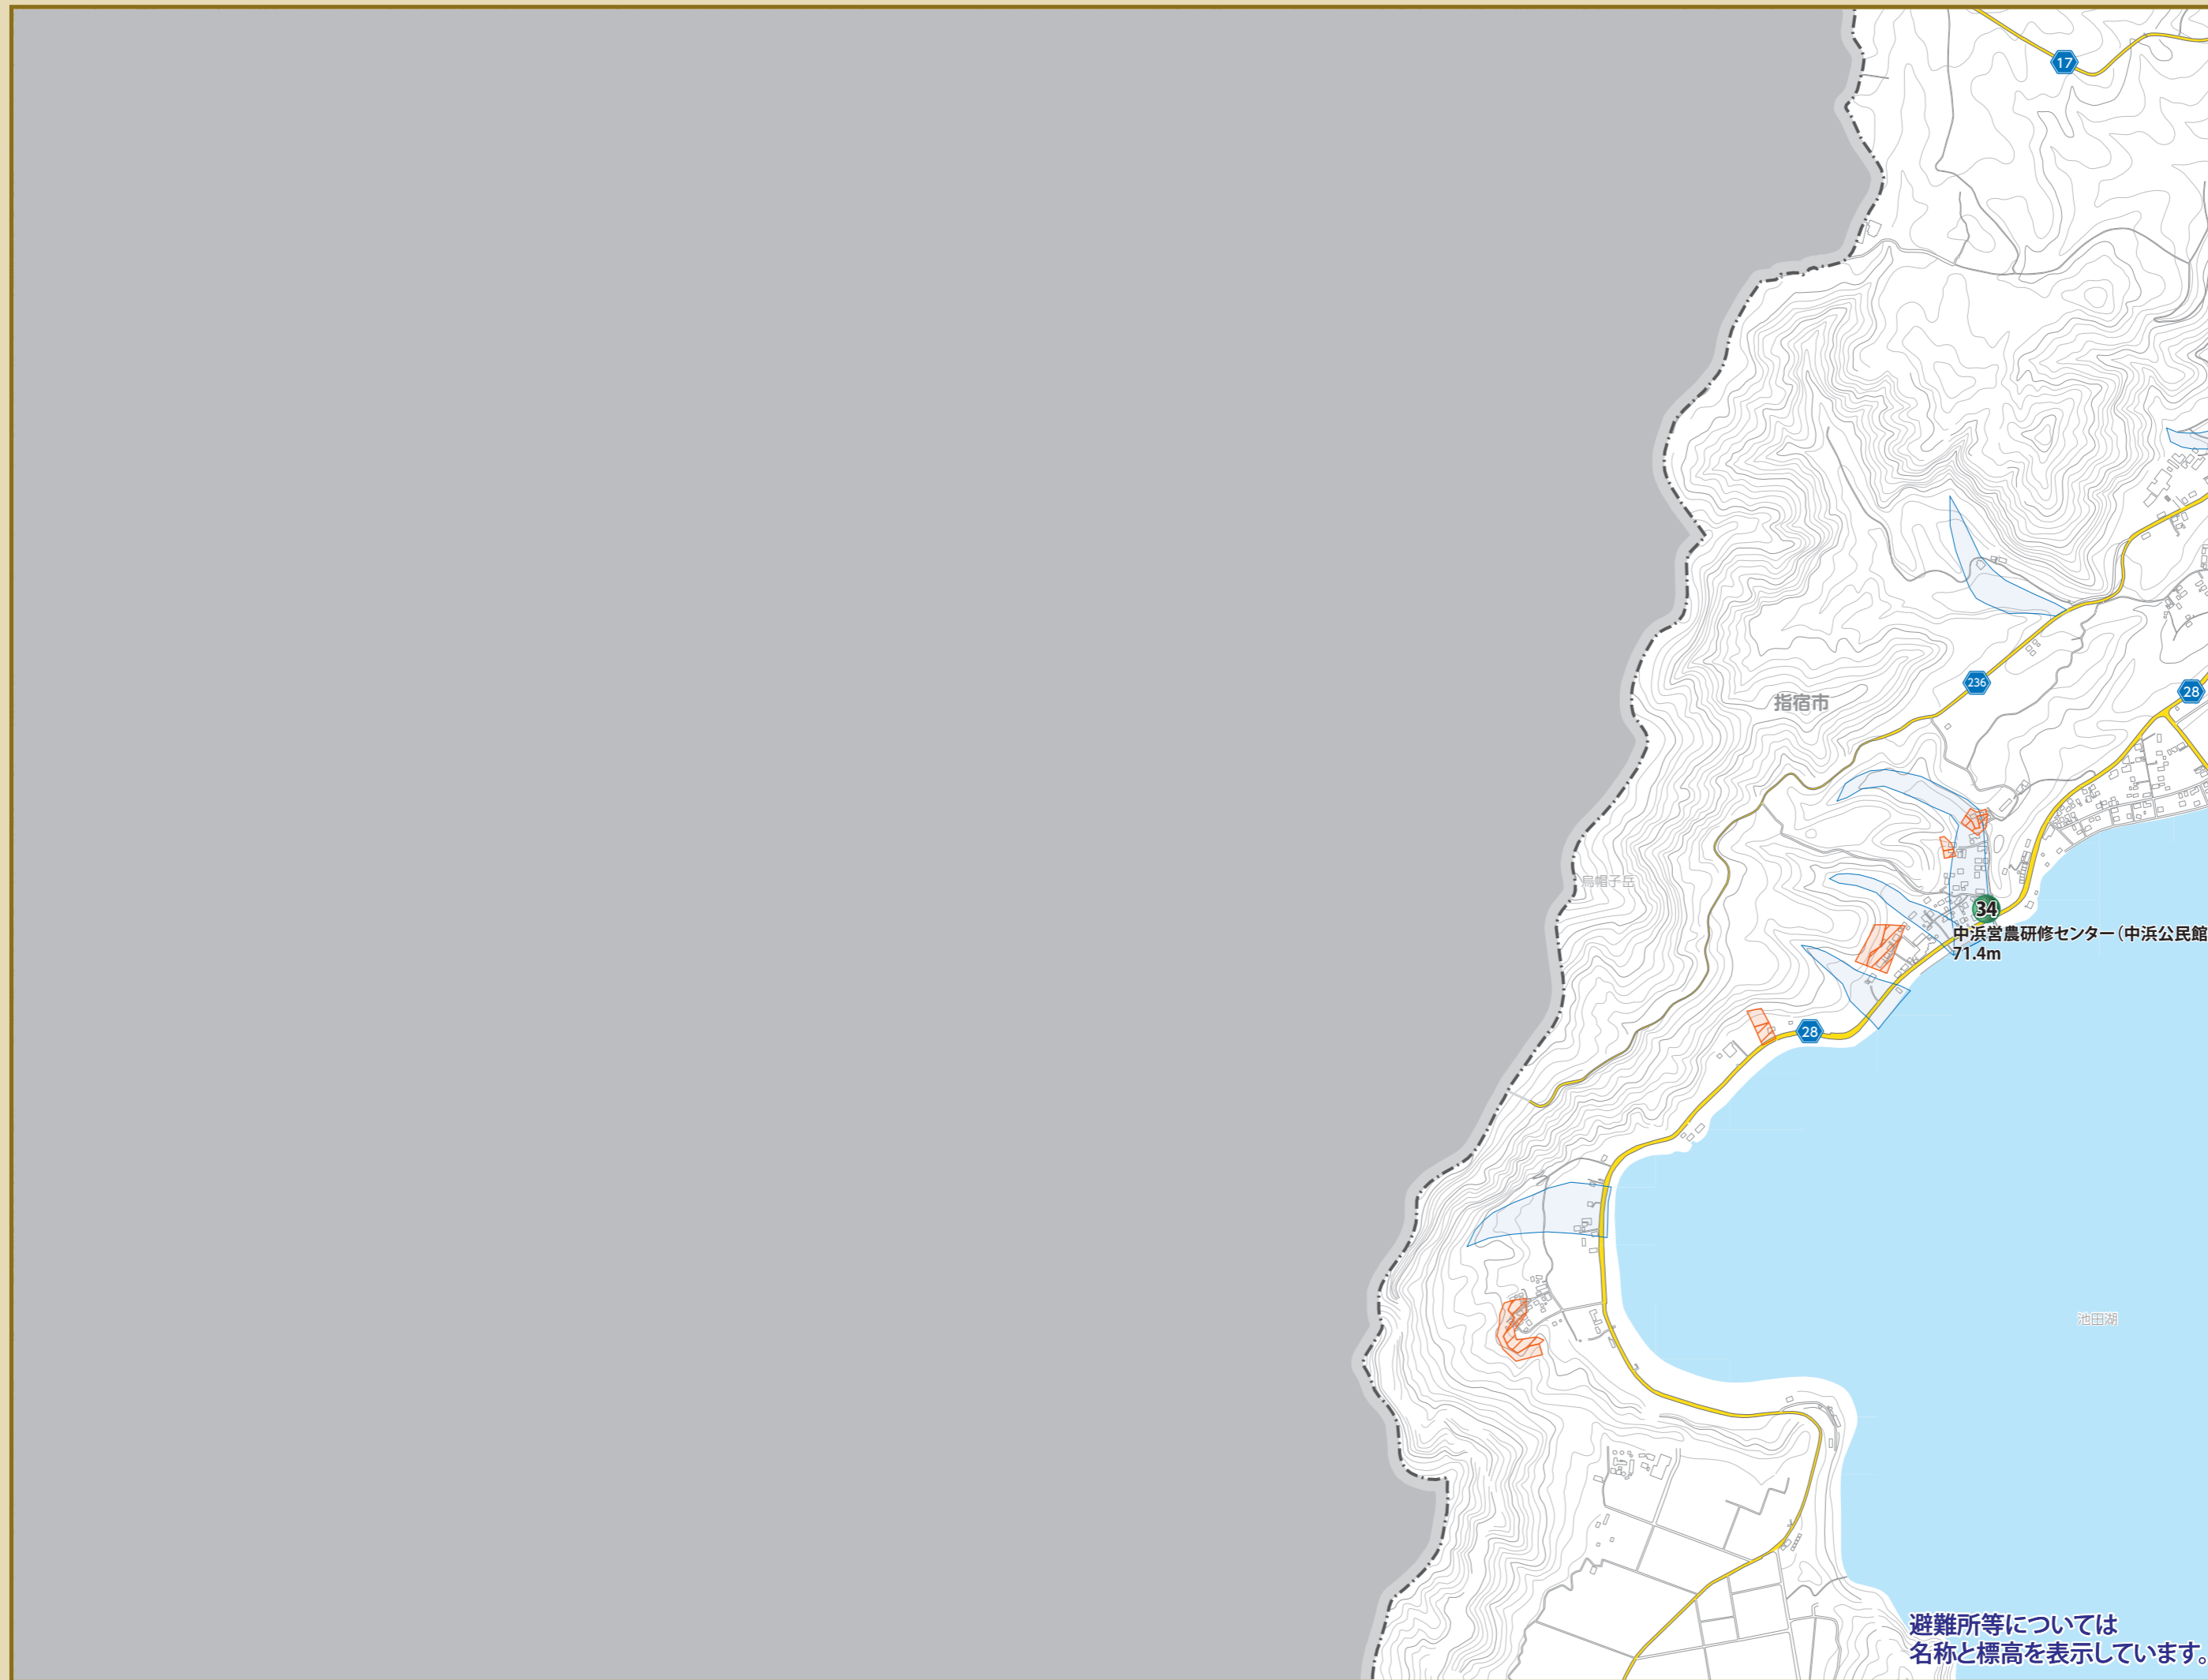 17
236
指宿市
28
烏帽子岳
34
中浜営農研修センター（中浜公民館
71.4m
28
池田湖
避難所等については
名称と標高を表示しています。